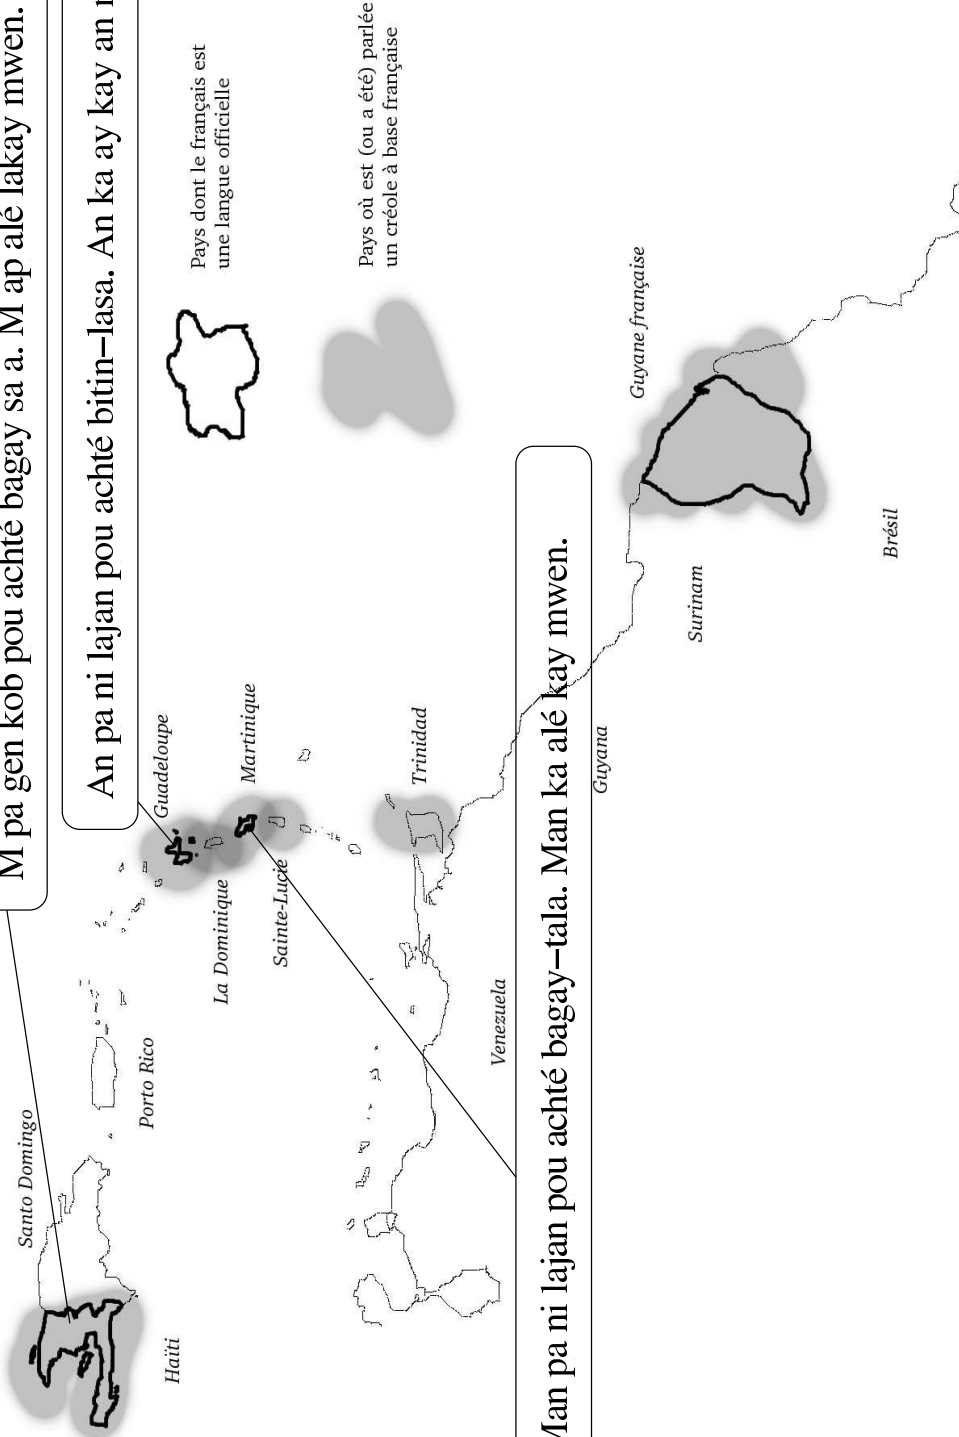 M pa gen kob pou achté bagay sa a. M ap alé lakay mwen.
An pa ni lajan pou achté bitin–lasa. An ka ay kay an
Pays dont le français est
une langue officielle
Pays où est (ou a été) parlée
un créole à base française
Santo Domingo
Haïti
Porto Rico
Guadeloupe
La Dominique
Martinique
Sainte-Lucie
Trinidad
Venezuela
Man pa ni lajan pou achté bagay–tala. Man ka alé kay mwen.
Guyana
Surinam
Guyane française
Brésil